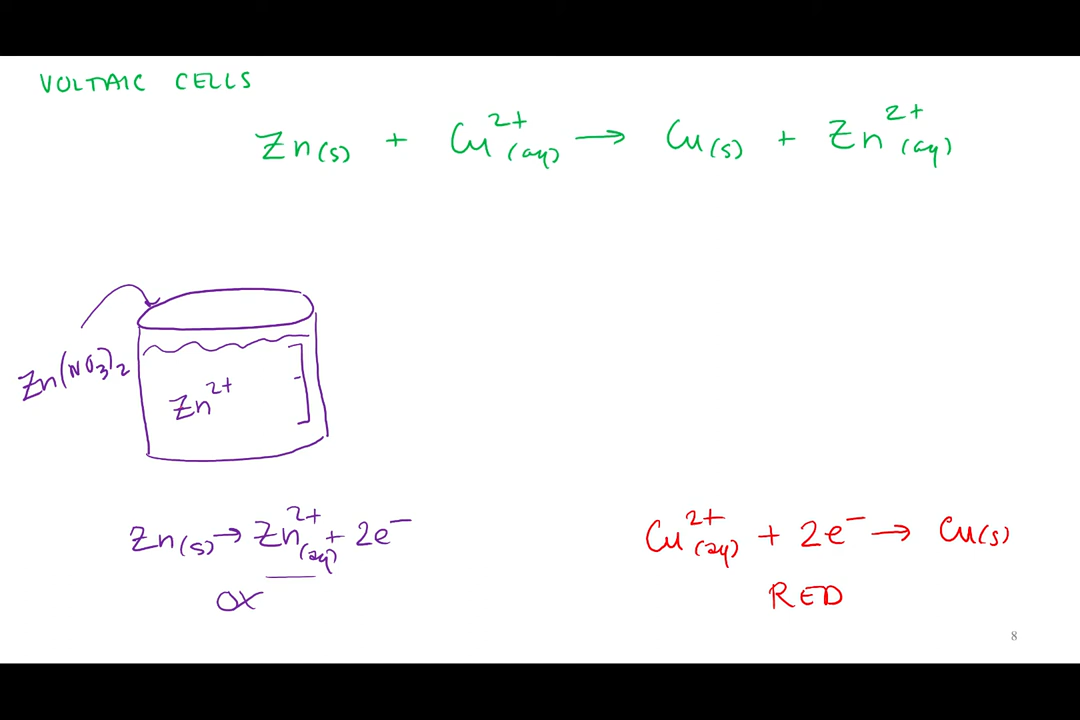 VOLTAIC CELLS
Zn(s) + Cu²⁺(aq) → Cu(s) + Zn²⁺(aq)
Zn(NO₃)₂
Zn²⁺
Zn(s) → Zn²⁺(aq) + 2e⁻
Cu²⁺(aq) + 2e⁻ → Cu(s)
OX
RED
8